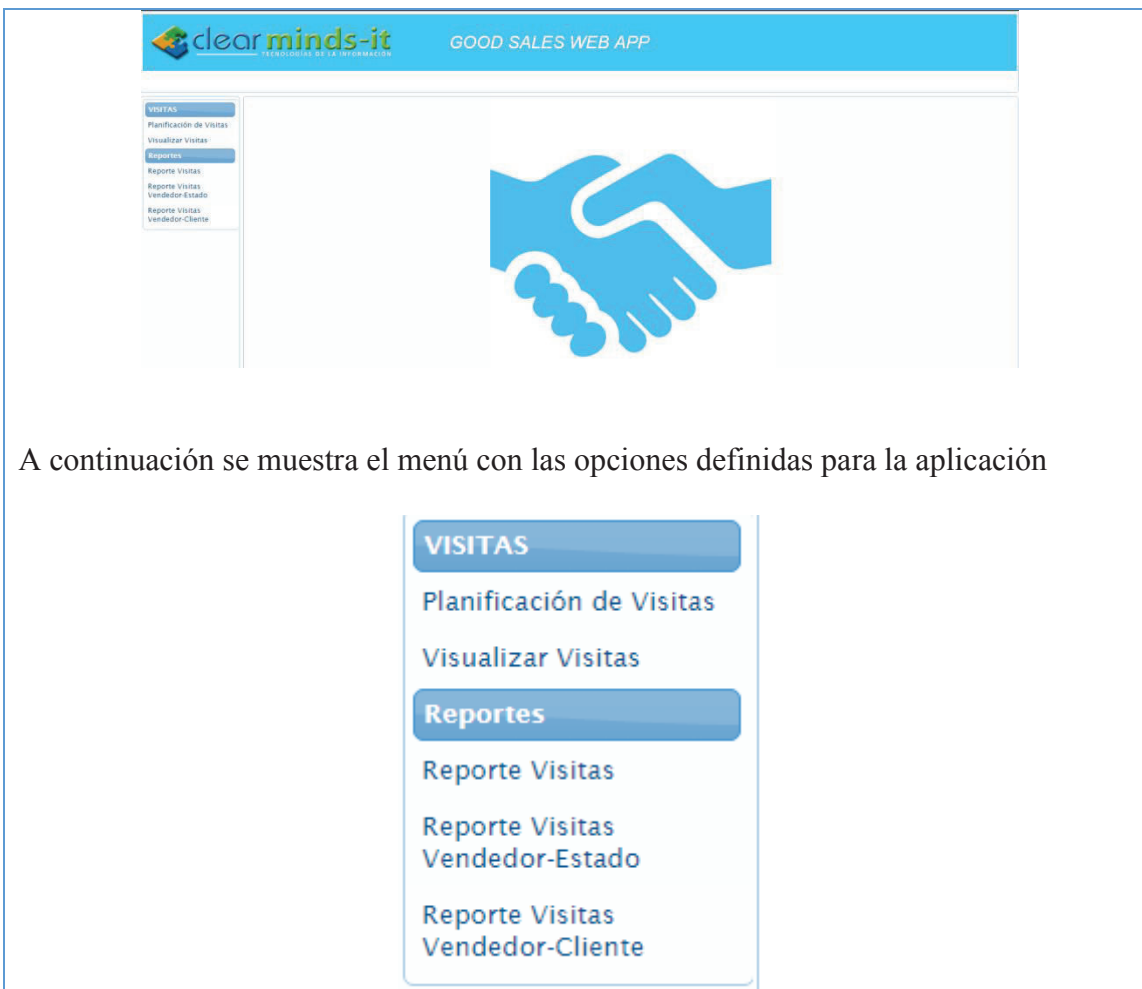 clear minds-it
TECNOLOGÍAS DE LA INFORMACIÓN
GOOD SALES WEB APP
VISITAS
Planificación de Visitas
Visualizar Visitas
Reportes
Reporte Visitas
Reporte Visitas
Vendedor-Estado
Reporte Visitas
Vendedor-Cliente
A continuación se muestra el menú con las opciones definidas para la aplicación
VISITAS
Planificación de Visitas
Visualizar Visitas
Reportes
Reporte Visitas
Reporte Visitas
Vendedor-Estado
Reporte Visitas
Vendedor-Cliente